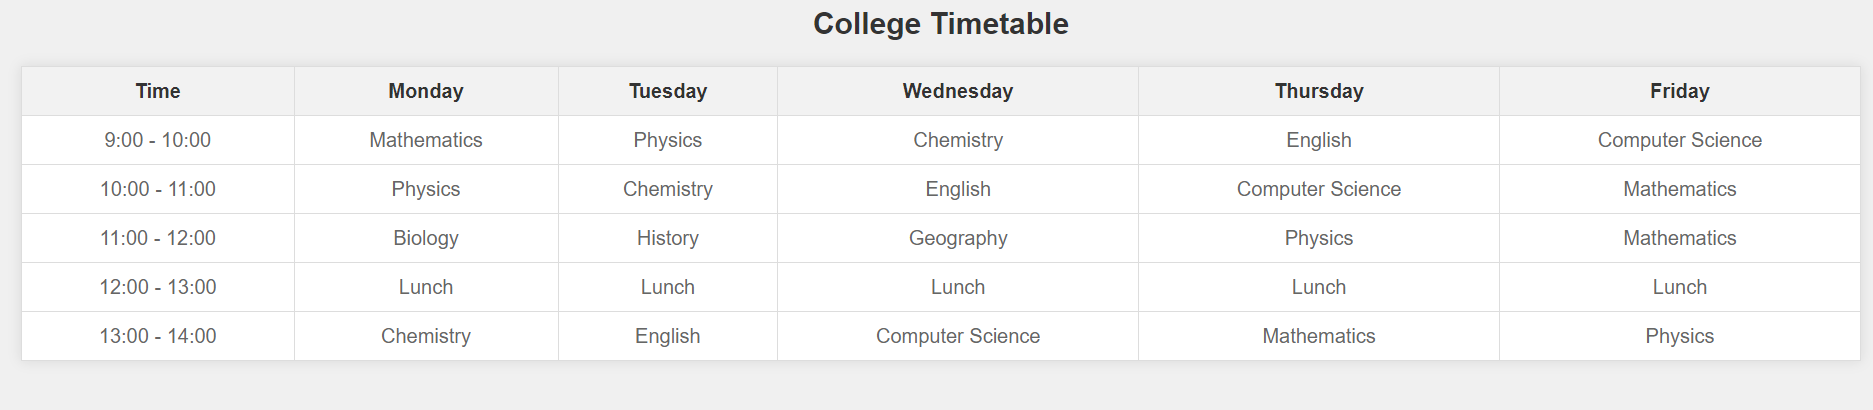 College Timetable
Time Monday Tuesday Wednesday Thursday Friday
9:00 - 10:00 Mathematics Physics Chemistry English Computer Science
10:00 - 11:00 Physics Chemistry English Computer Science Mathematics
11:00 - 12:00 Biology History Geography Physics Mathematics
12:00 - 13:00 Lunch Lunch Lunch Lunch Lunch
13:00 - 14:00 Chemistry English Computer Science Mathematics Physics